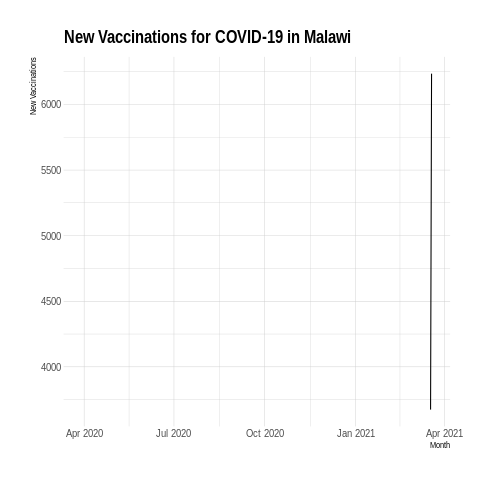 New Vaccinations for COVID-19 in Malawi
New Vaccinations
6000
5500
5000
4500
4000
Apr 2020 Jul 2020 Oct 2020 Jan 2021 Apr 2021
Month